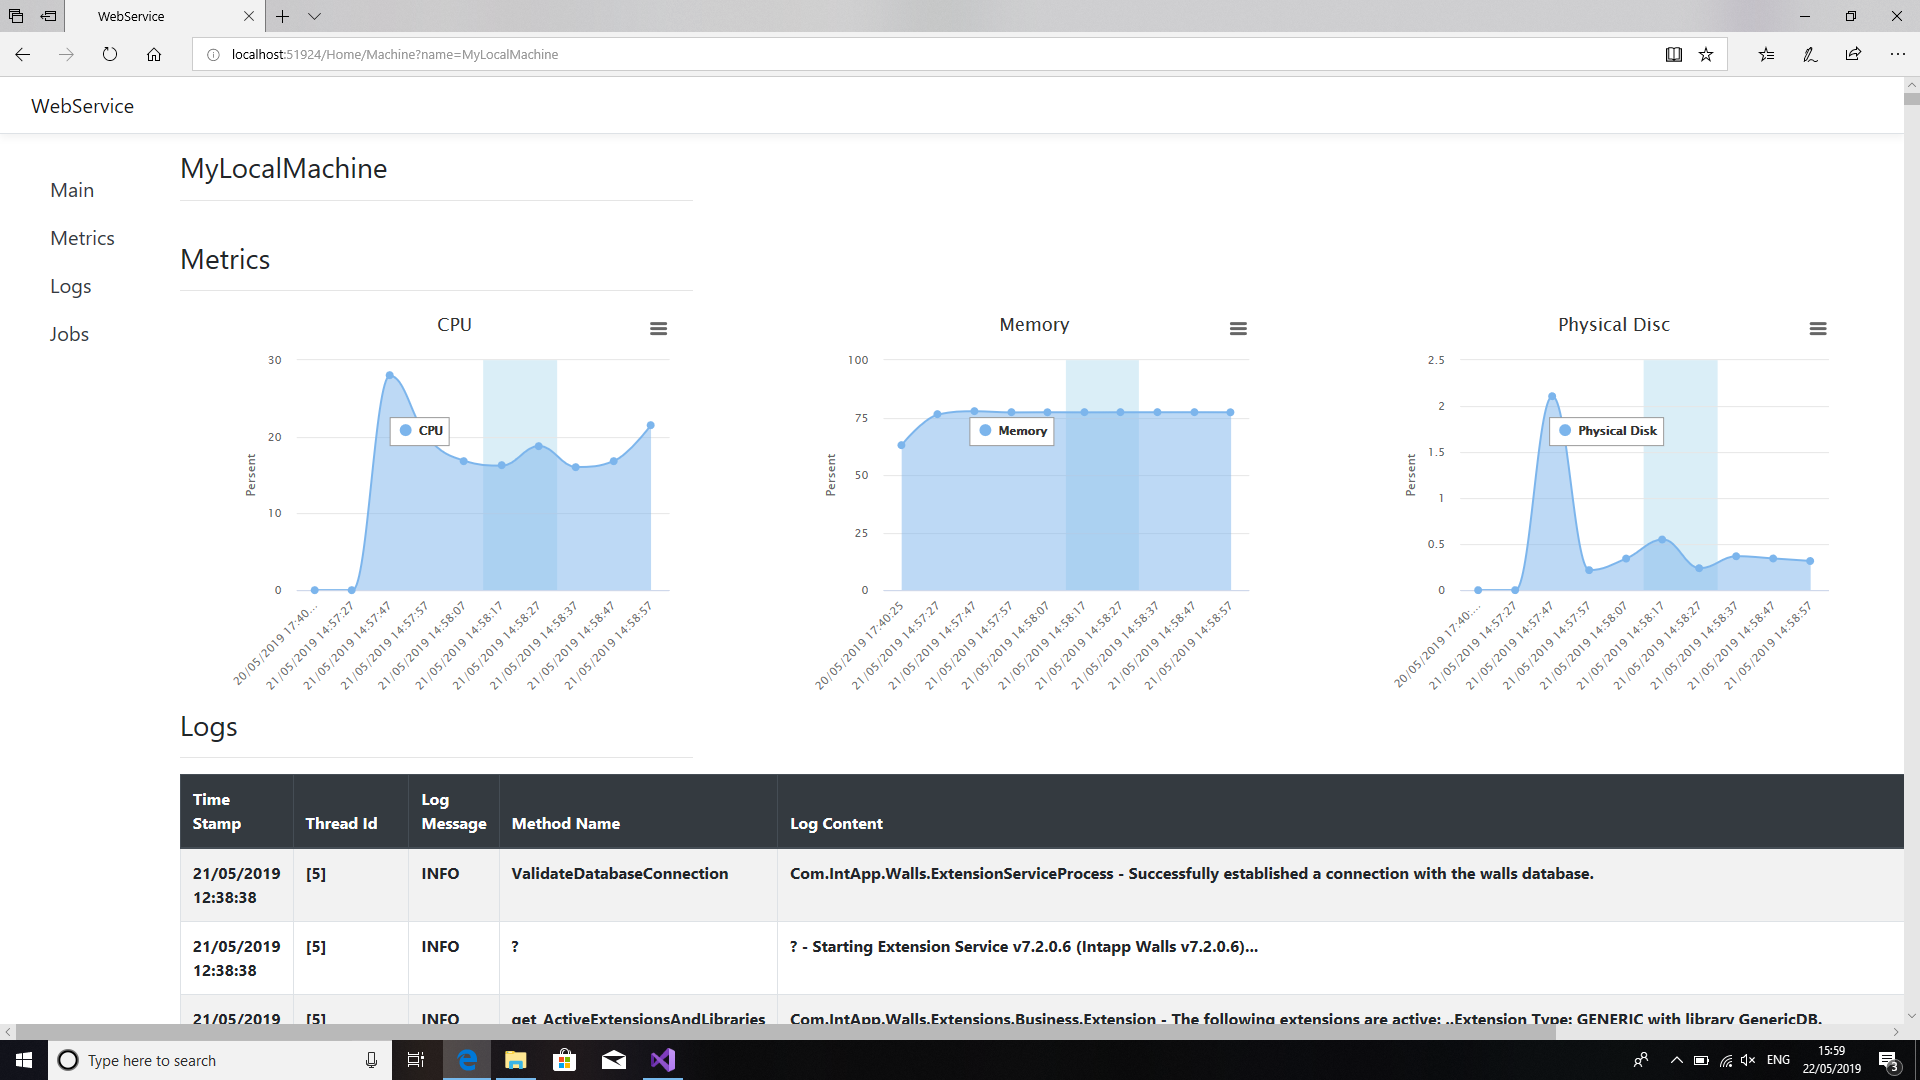 WebService
localhost:51924/Home/Machine?name=MyLocalMachine
WebService
Main
Metrics
Logs
Jobs
MyLocalMachine
Metrics
CPU
30
20
10
0
Persent
CPU
20/05/2019 17:40:...
21/05/2019 14:57:27
21/05/2019 14:57:47
21/05/2019 14:57:57
21/05/2019 14:58:07
21/05/2019 14:58:17
21/05/2019 14:58:27
21/05/2019 14:58:37
21/05/2019 14:58:47
21/05/2019 14:58:57
Memory
100
75
50
25
0
Persent
Memory
20/05/2019 17:40:25
21/05/2019 14:57:27
21/05/2019 14:57:47
21/05/2019 14:57:57
21/05/2019 14:58:07
21/05/2019 14:58:17
21/05/2019 14:58:27
21/05/2019 14:58:37
21/05/2019 14:58:47
21/05/2019 14:58:57
Physical Disc
2.5
2
1.5
1
0.5
0
Persent
Physical Disk
20/05/2019 17:40:...
21/05/2019 14:57:27
21/05/2019 14:57:47
21/05/2019 14:57:57
21/05/2019 14:58:07
21/05/2019 14:58:17
21/05/2019 14:58:27
21/05/2019 14:58:37
21/05/2019 14:58:47
21/05/2019 14:58:57
Logs
Time Stamp Thread Id Log Message Method Name Log Content
21/05/2019 12:38:38 [5] INFO ValidateDatabaseConnection Com.IntApp.Walls.ExtensionServiceProcess - Successfully established a connection with the walls database.
21/05/2019 12:38:38 [5] INFO ? ? - Starting Extension Service v7.2.0.6 (Intapp Walls v7.2.0.6)...
21/05/2019 [5] INFO get_ActiveExtensionsAndLibraries Com.IntApp.Walls.Extensions.Business.Extension - The following extensions are active: ..Extension Type: GENERIC with library GenericDB.
Type here to search
ENG
15:59
22/05/2019
3